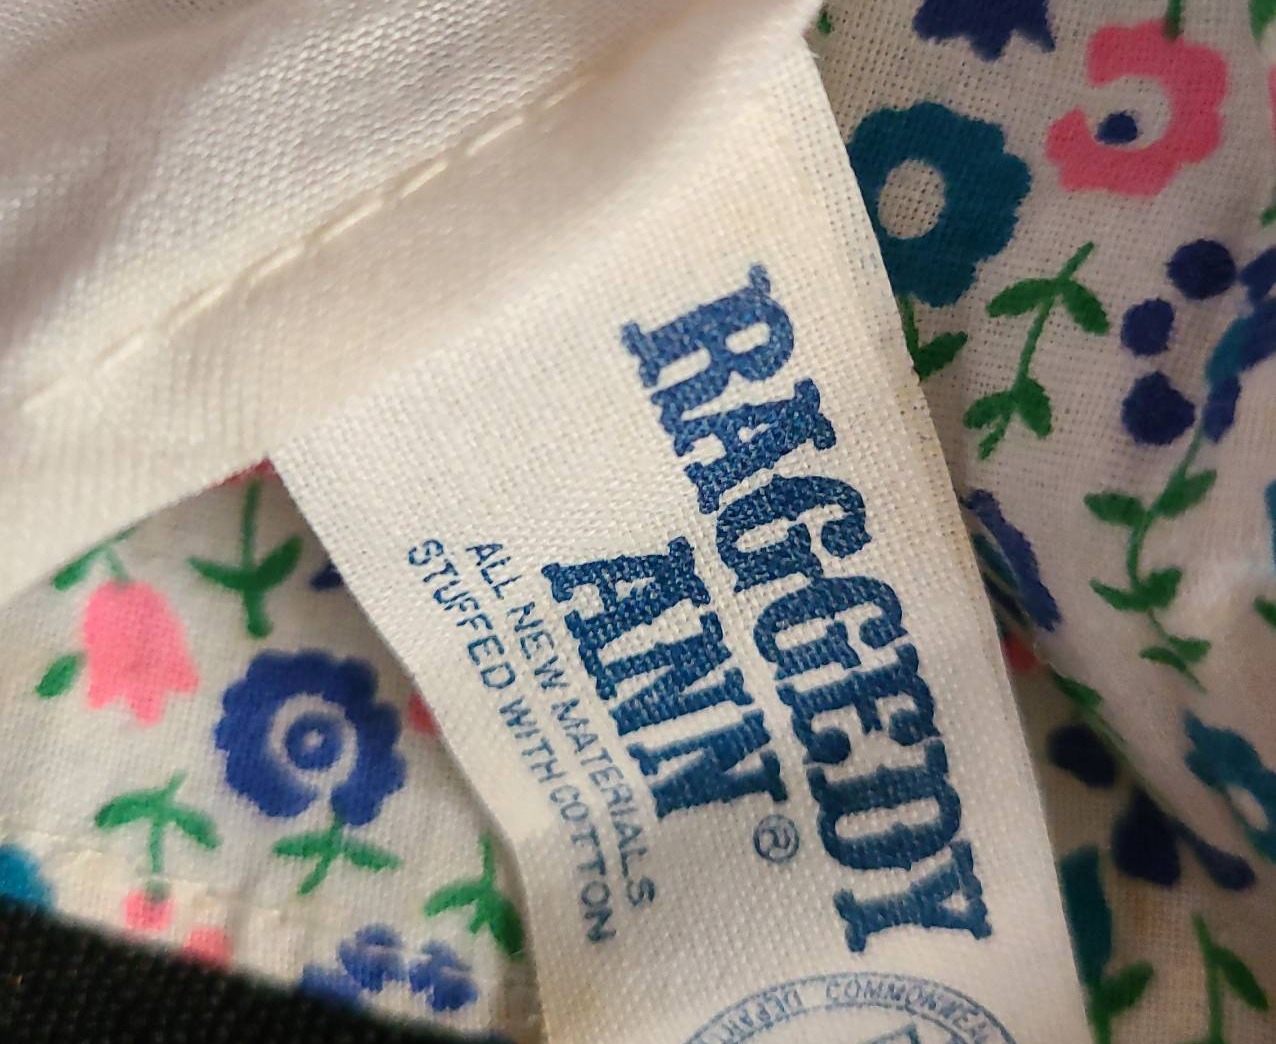 RAGGEDY
ANN®
ALL NEW MATERIALS
STUFFED WITH COTTON